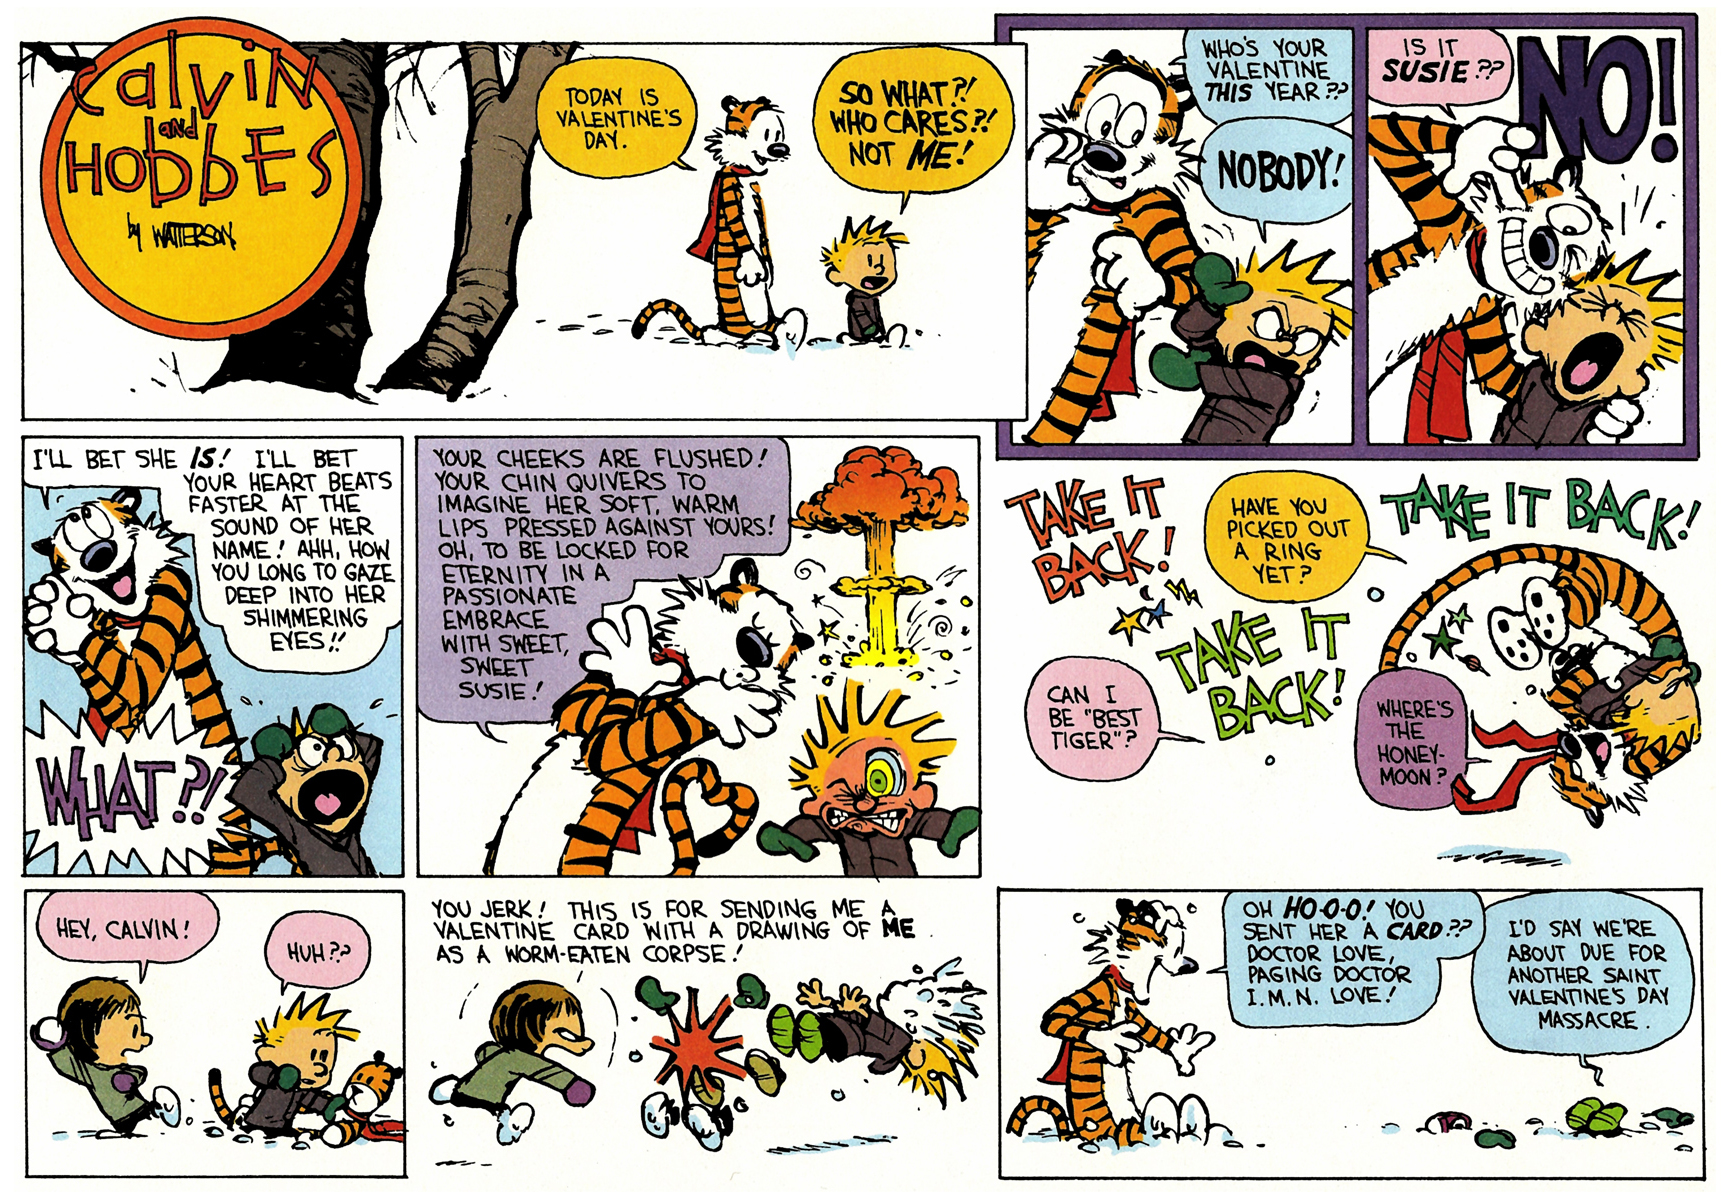 Calvin
and
HObbES
by WATTERSON
TODAY IS
VALENTINE'S
DAY.
SO WHAT?!
WHO CARES?!
NOT ME!
WHO'S YOUR
VALENTINE
THIS YEAR??
NOBODY!
IS IT
SUSIE??
NO!
I'LL BET SHE IS! I'LL BET
YOUR HEART BEATS
FASTER AT THE
SOUND OF HER
NAME! AHH, HOW
YOU LONG TO GAZE
DEEP INTO HER
SHIMMERING
EYES!!
WHAT?!
YOUR CHEEKS ARE FLUSHED!
YOUR CHIN QUIVERS TO
IMAGINE HER SOFT, WARM
LIPS PRESSED AGAINST YOURS!
OH, TO BE LOCKED FOR
ETERNITY IN A
PASSIONATE
EMBRACE
WITH SWEET,
SWEET
SUSIE!
TAKE IT
BACK!
HAVE YOU
PICKED OUT
A RING
YET?
TAKE IT BACK!
TAKE IT
BACK!
CAN I
BE "BEST
TIGER"?
WHERE'S
THE
HONEY-
MOON?
HEY, CALVIN!
HUH??
YOU JERK! THIS IS FOR SENDING ME A
VALENTINE CARD WITH A DRAWING OF ME
AS A WORM-EATEN CORPSE!
OH HO-O-O! YOU
SENT HER A CARD??
DOCTOR LOVE,
PAGING DOCTOR
I.M.N. LOVE!
I'D SAY WE'RE
ABOUT DUE FOR
ANOTHER SAINT
VALENTINE'S DAY
MASSACRE.